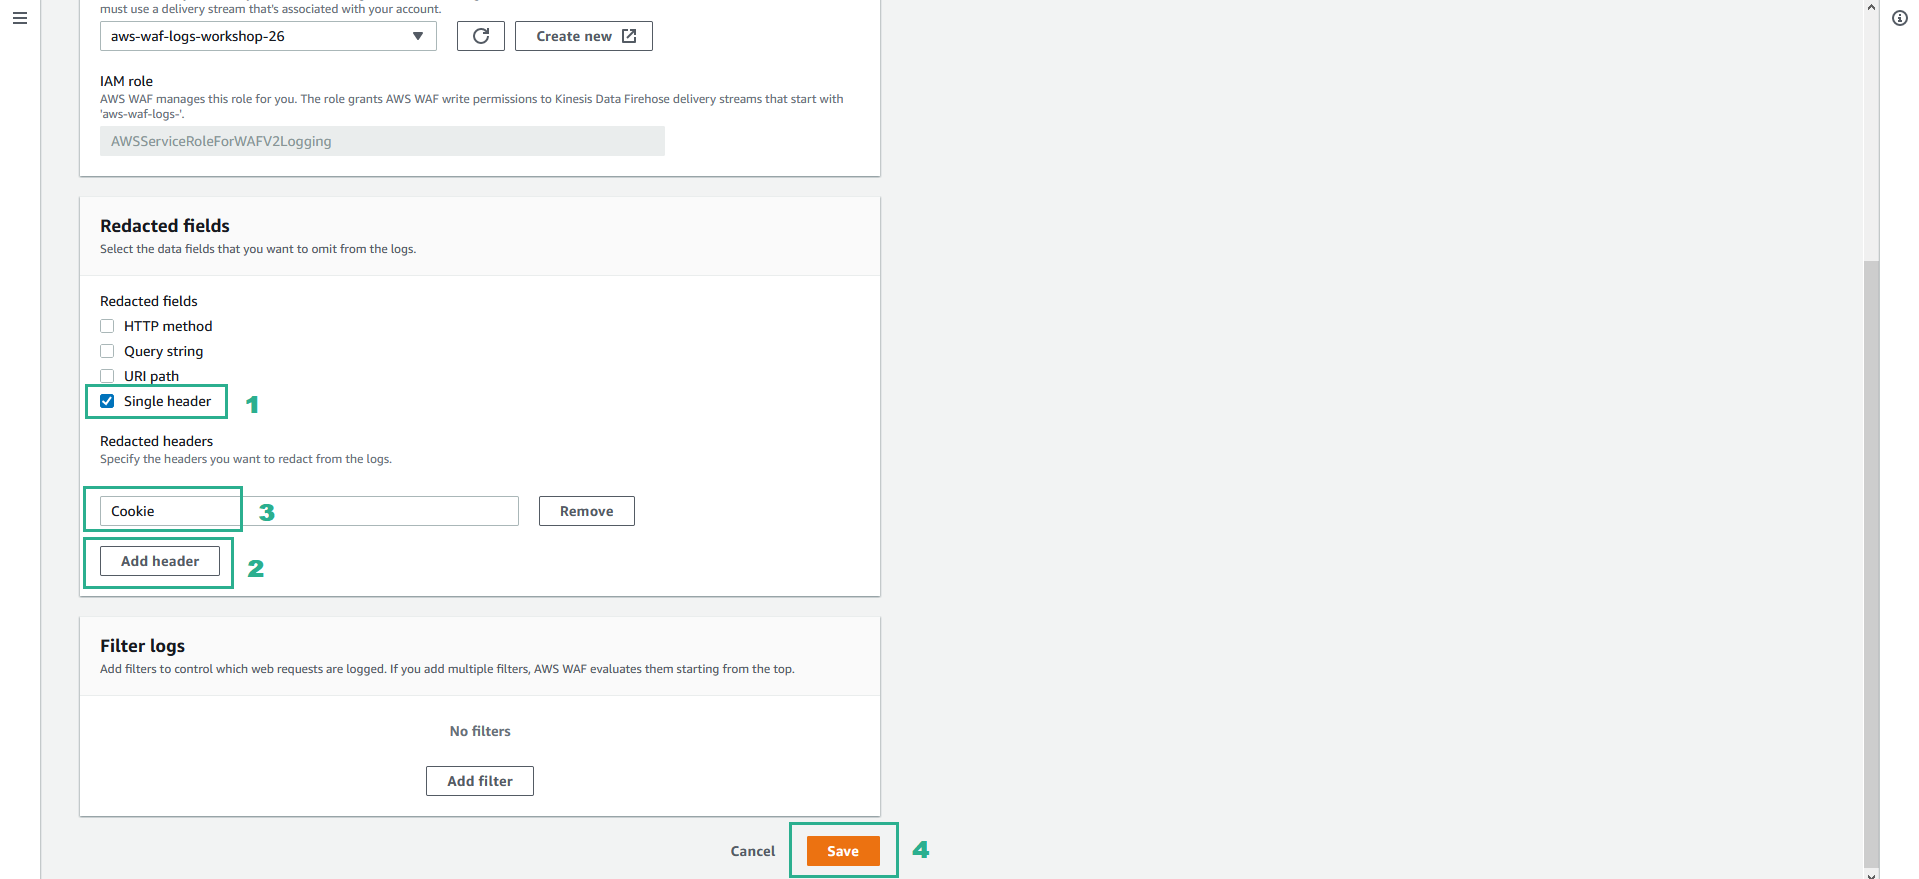 must use a delivery stream that's associated with your account.
aws-waf-logs-workshop-26
Create new
IAM role
AWS WAF manages this role for you. The role grants AWS WAF write permissions to Kinesis Data Firehose delivery streams that start with
'aws-waf-logs-'.
AWSServiceRoleForWAFV2Logging
Redacted fields
Select the data fields that you want to omit from the logs.
Redacted fields
HTTP method
Query string
URI path
Single header 1
Redacted headers
Specify the headers you want to redact from the logs.
Cookie 3 Remove
Add header 2
Filter logs
Add filters to control which web requests are logged. If you add multiple filters, AWS WAF evaluates them starting from the top.
No filters
Add filter
Cancel Save 4